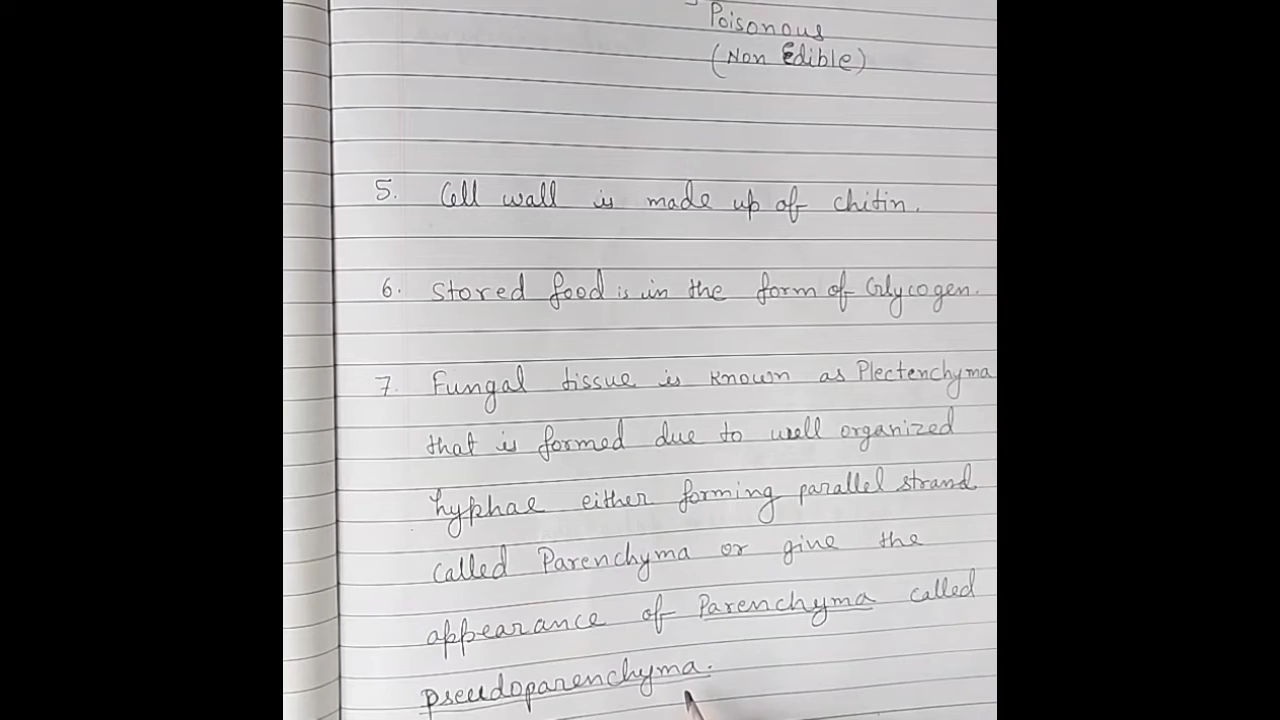 Poisonous
(Non Edible)
5. Cell wall is made up of chitin.
6. Stored food is in the form of Glycogen.
7. Fungal tissue is known as Plectenchyma
that is formed due to well organized
hyphae either forming parallel strand
called Parenchyma or give the
appearance of Parenchyma called
pseudoparenchyma.